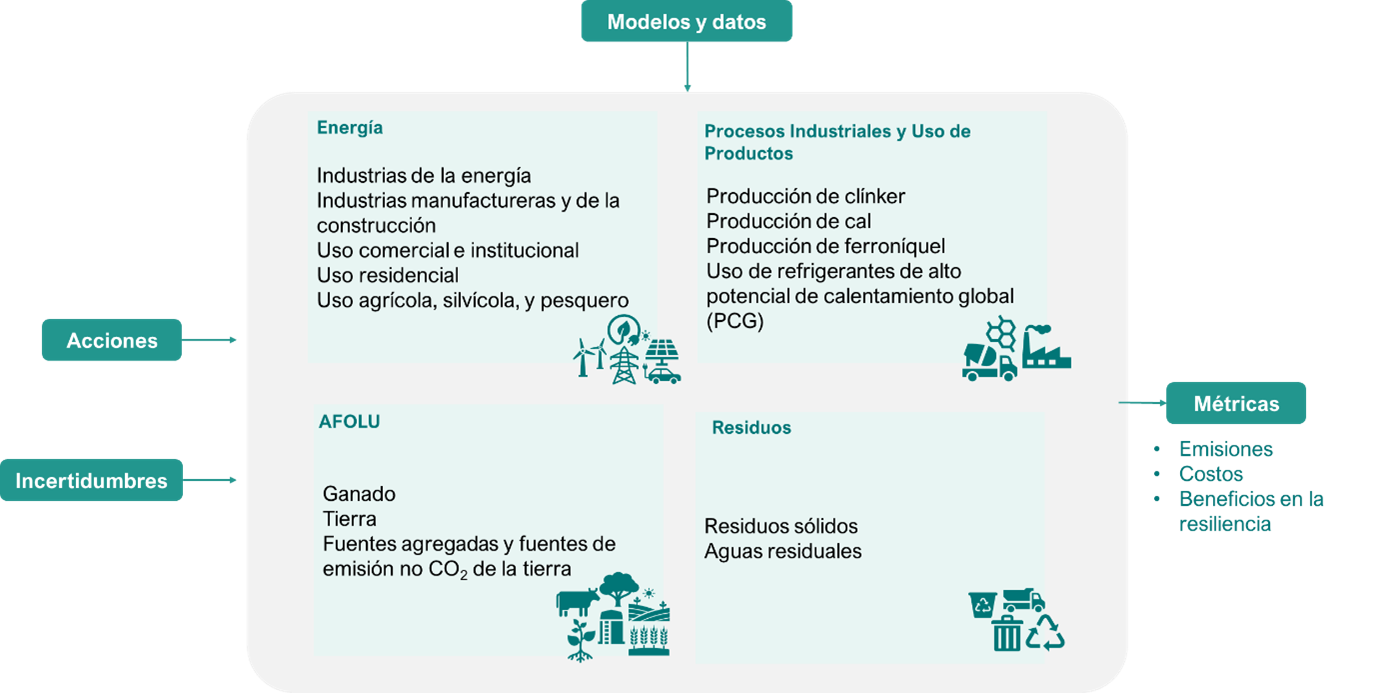 Modelos y datos
Energía
Industrias de la energía
Industrias manufactureras y de la
construcción
Uso comercial e institucional
Uso residencial
Uso agrícola, silvícola, y pesquero
Procesos Industriales y Uso de
Productos
Producción de clínker
Producción de cal
Producción de ferroníquel
Uso de refrigerantes de alto
potencial de calentamiento global
(PCG)
Acciones
Incertidumbres
AFOLU
Ganado
Tierra
Fuentes agregadas y fuentes de
emisión no CO₂ de la tierra
Residuos
Residuos sólidos
Aguas residuales
Métricas
• Emisiones
• Costos
• Beneficios en la
resiliencia